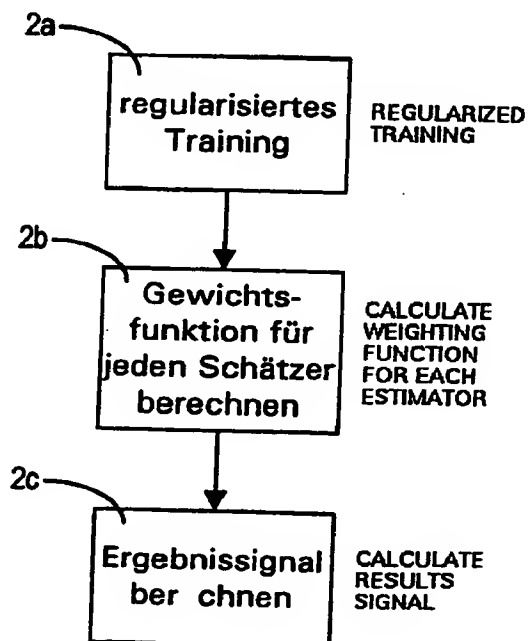 2a
regularisiertes
Training
REGULARIZED
TRAINING
2b
Gewichts-
funktion für
jeden Schätzer
berechnen
CALCULATE
WEIGHTING
FUNCTION
FOR EACH
ESTIMATOR
2c
Ergebnissignal
ber chnen
CALCULATE
RESULTS
SIGNAL